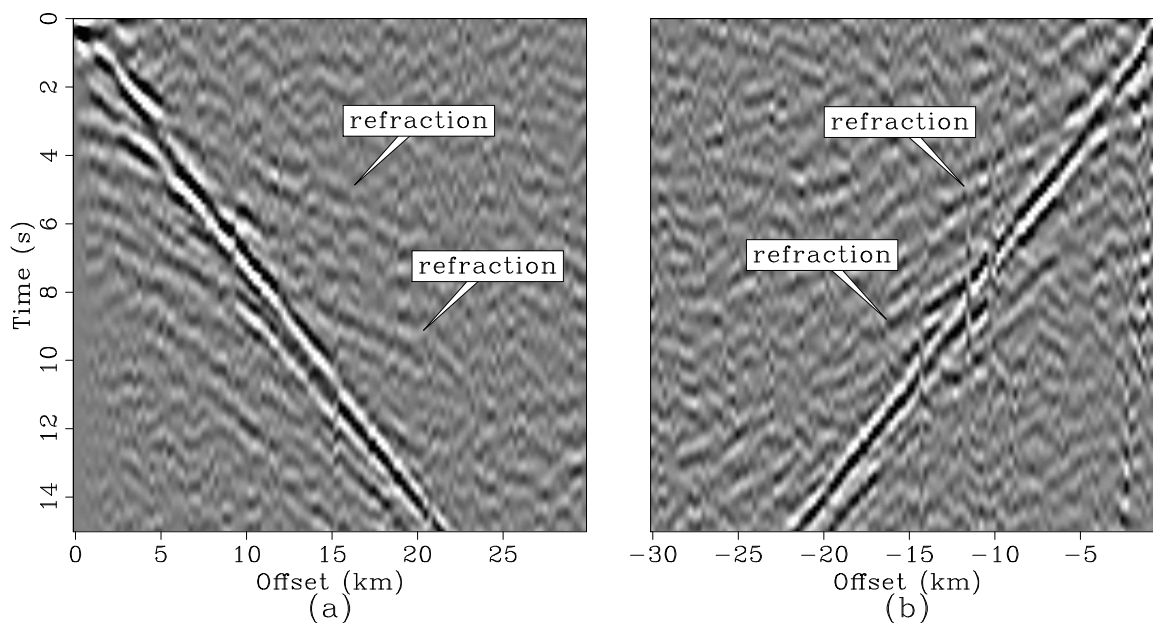 0
2
4
6
8
10
12
14
Time (s)
refraction
refraction
0 5 10 15 20 25
Offset (km)
(a)
refraction
refraction
−30 −25 −20 −15 −10 −5
Offset (km)
(b)